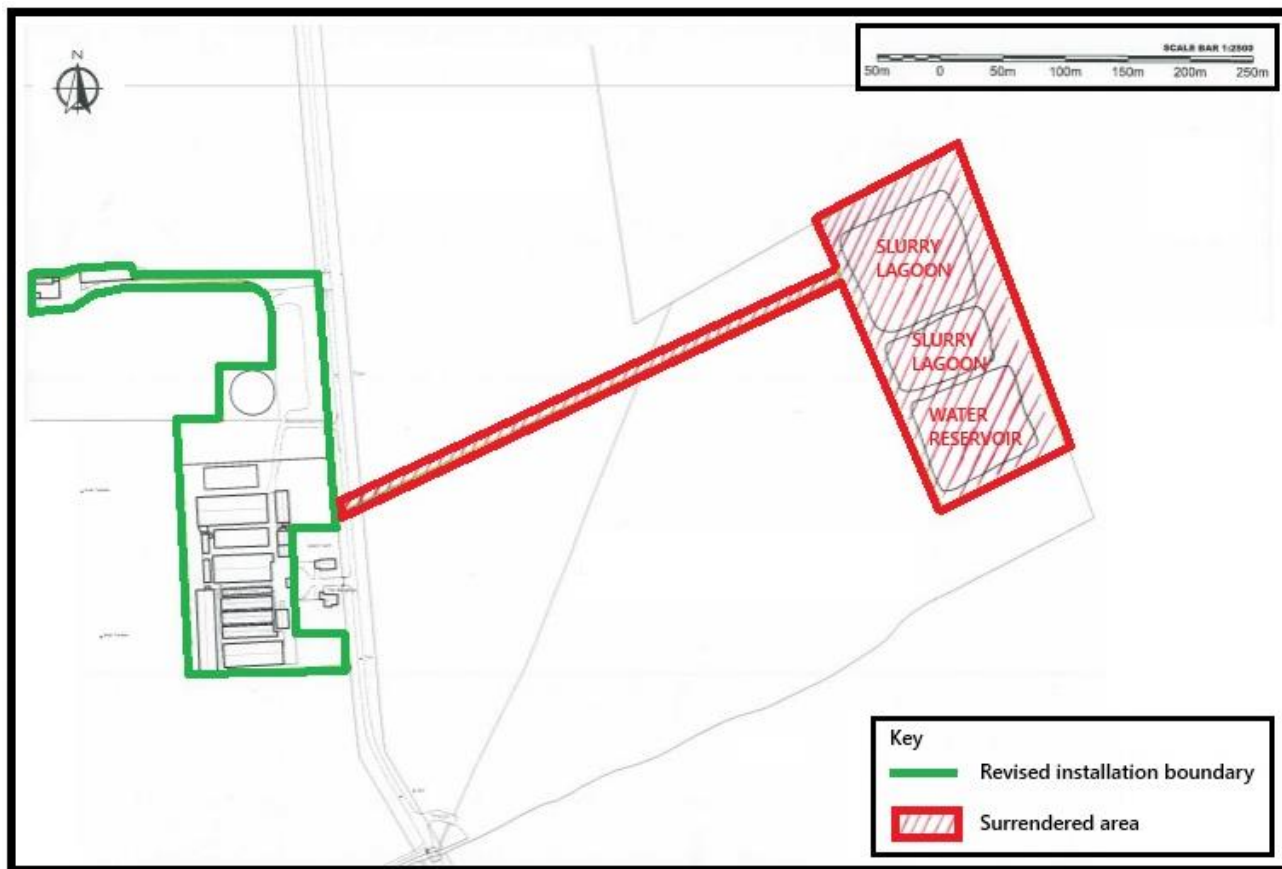 N
SCALE BAR 1:2500
50m 0 50m 100m 150m 200m 250m
SLURRY
LAGOON
SLURRY
LAGOON
WATER
RESERVOIR
Key
Revised installation boundary
Surrendered area